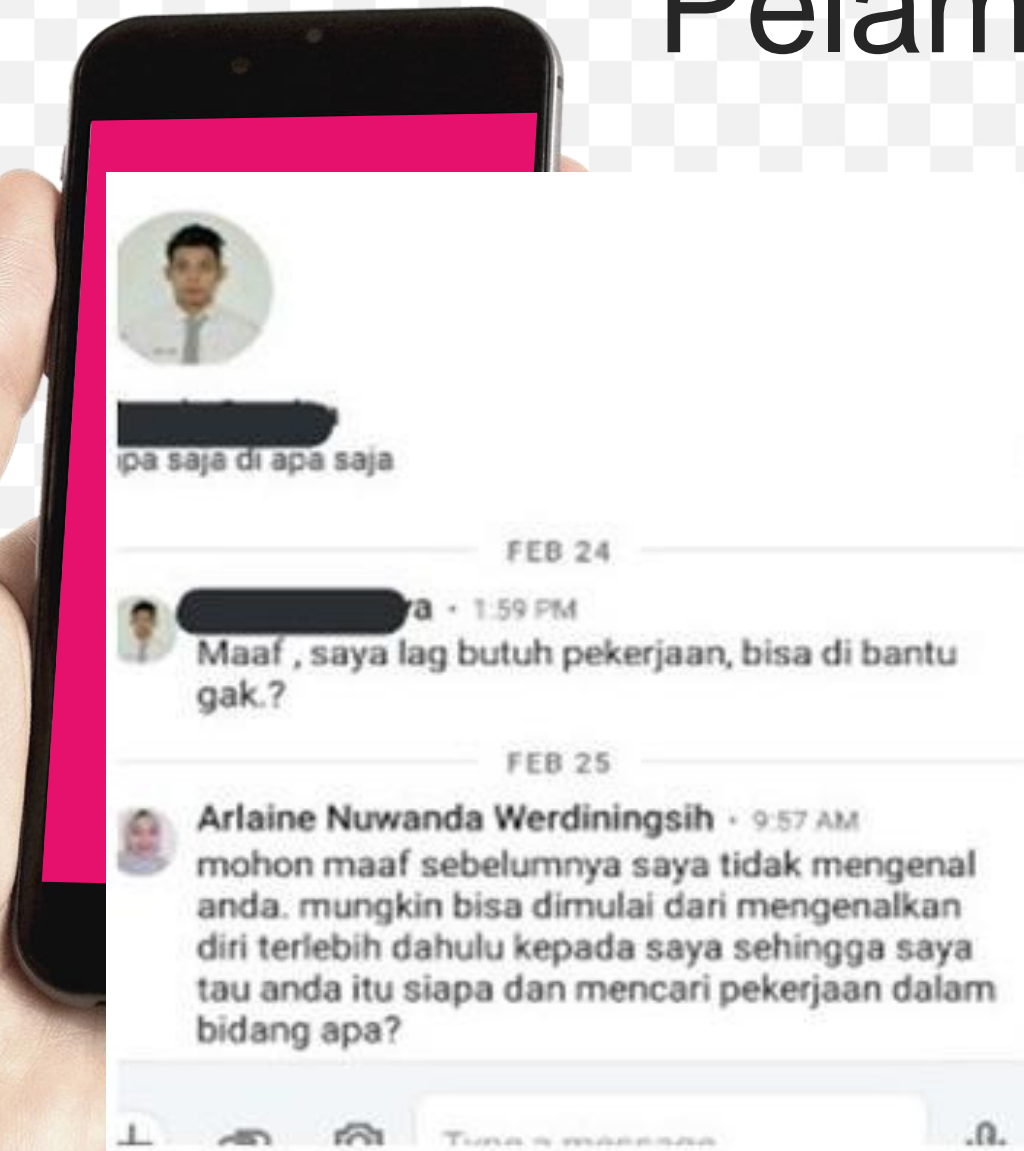 Pelam
pa saja di apa saja
FEB 24
ya · 1:59 PM
Maaf , saya lag butuh pekerjaan, bisa di bantu
gak.?
FEB 25
Arlaine Nuwanda Werdiningsih · 9:57 AM
mohon maaf sebelumnya saya tidak mengenal
anda. mungkin bisa dimulai dari mengenalkan
diri terlebih dahulu kepada saya sehingga saya
tau anda itu siapa dan mencari pekerjaan dalam
bidang apa?
Type a message